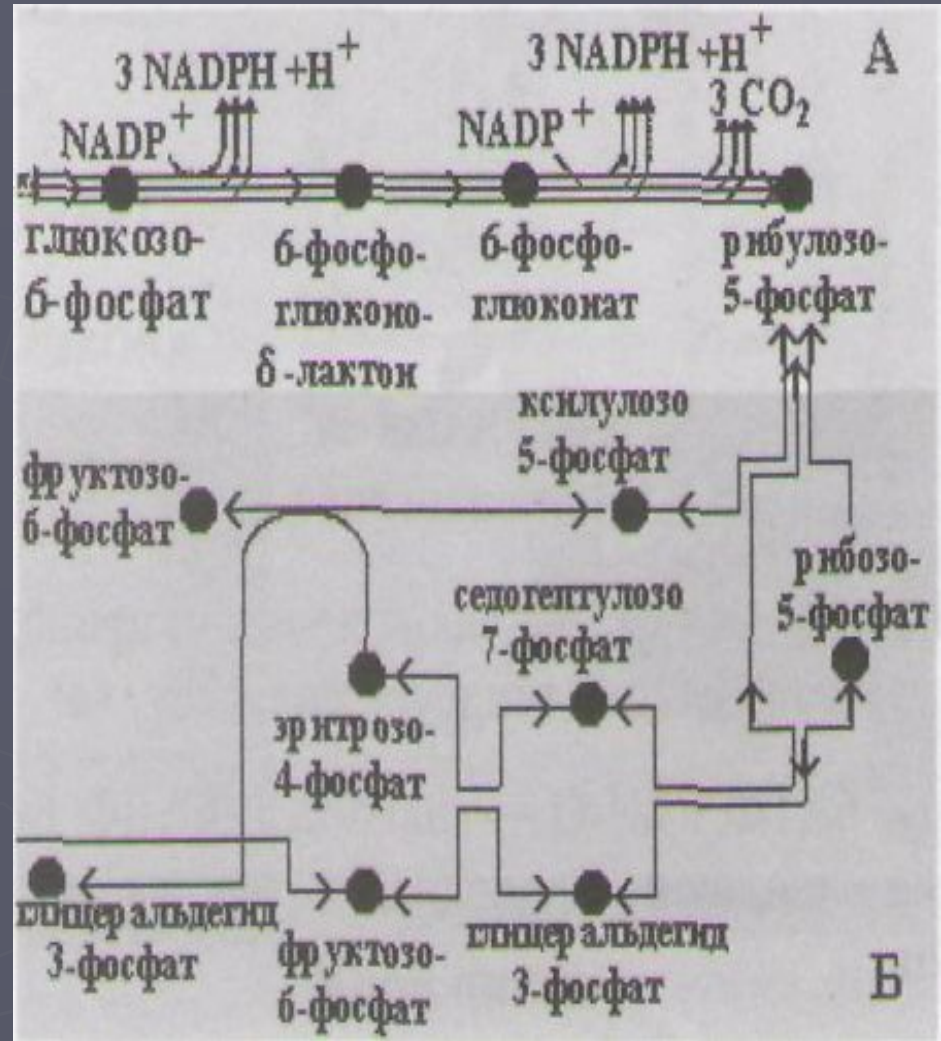 3 NADPH +H⁺
3 NADPH +H⁺
А
NADP⁺
NADP⁺
3 CO₂
глюкозо-
6-фосфат
6-фосфо-
глюконо-
δ-лактон
6-фосфо-
глюконат
рибулозо-
5-фосфат
ксилулозо
5-фосфат
фруктозо-
6-фосфат
рибозо-
5-фосфат
седогептулозо
7-фосфат
эритрозо-
4-фосфат
глицеральдегид
3-фосфат
фруктозо-
6-фосфат
глицеральдегид
3-фосфат
Б